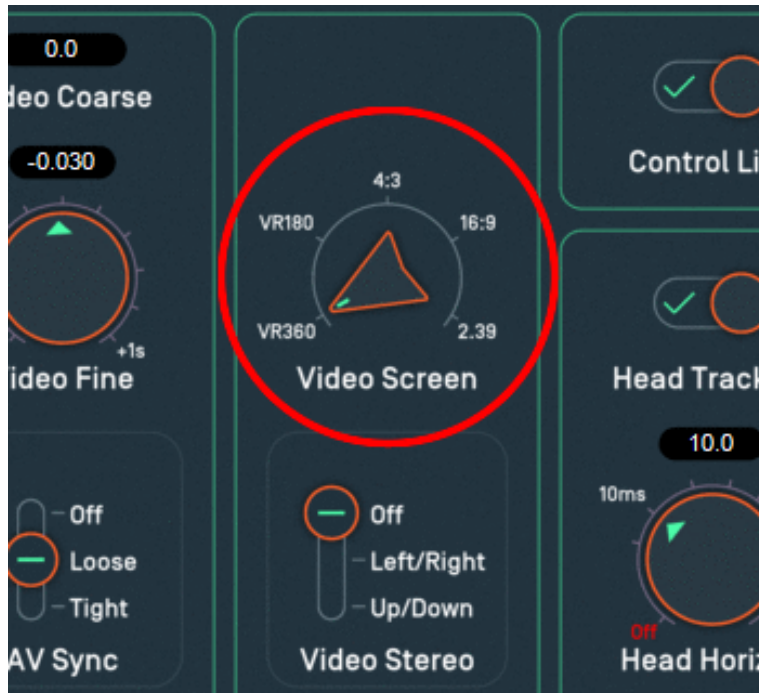 0.0
deo Coarse
-0.030
+1s
ideo Fine
Off
Loose
Tight
AV Sync
4:3
VR180
16:9
VR360
2.39
Video Screen
Off
Left/Right
Up/Down
Video Stereo
Control Li
Head Track
10.0
10ms
Off
Head Horiz